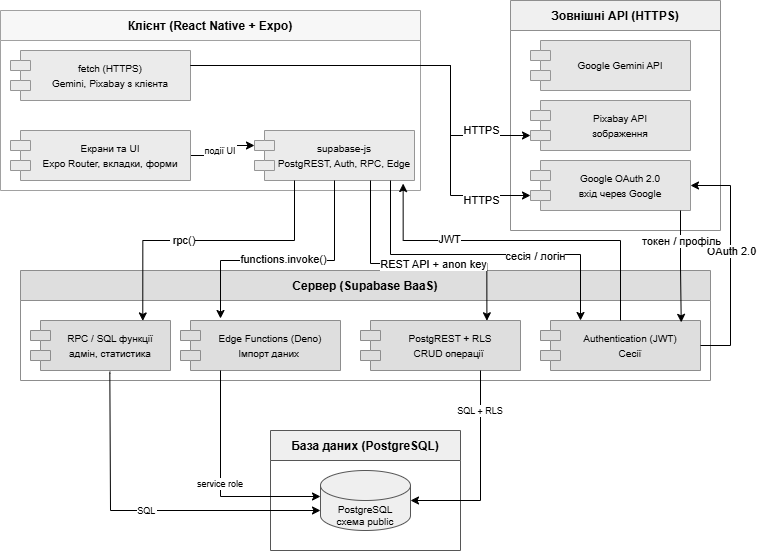 Клієнт (React Native + Expo)
fetch (HTTPS)
Gemini, Pixabay з клієнта
Екрани та UI
Expo Router, вкладки, форми
події UI
supabase-js
PostgREST, Auth, RPC, Edge
Зовнішні API (HTTPS)
Google Gemini API
Pixabay API
зображення
Google OAuth 2.0
вхід через Google
HTTPS
HTTPS
rpc()
functions.invoke()
REST API + anon key
JWT
сесія / логін
токен / профіль
OAuth 2.0
Сервер (Supabase BaaS)
RPC / SQL функції
адмін, статистика
Edge Functions (Deno)
Імпорт даних
PostgREST + RLS
CRUD операції
Authentication (JWT)
Сесії
SQL + RLS
service role
SQL
База даних (PostgreSQL)
PostgreSQL
схема public